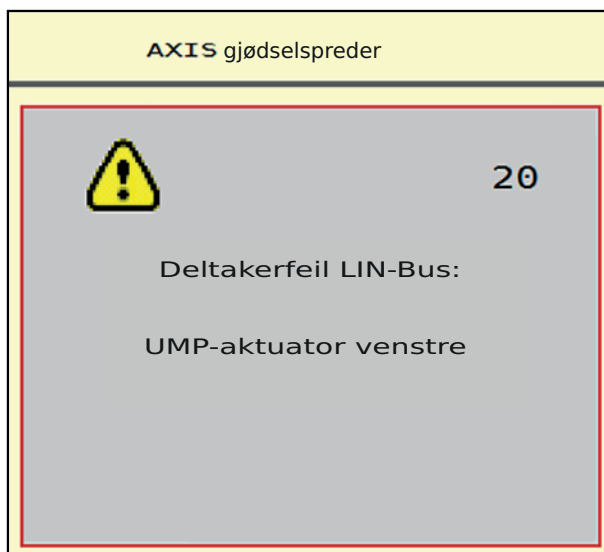 AXIS gjødselspreder
20
Deltakerfeil LIN-Bus:
UMP-aktuator venstre